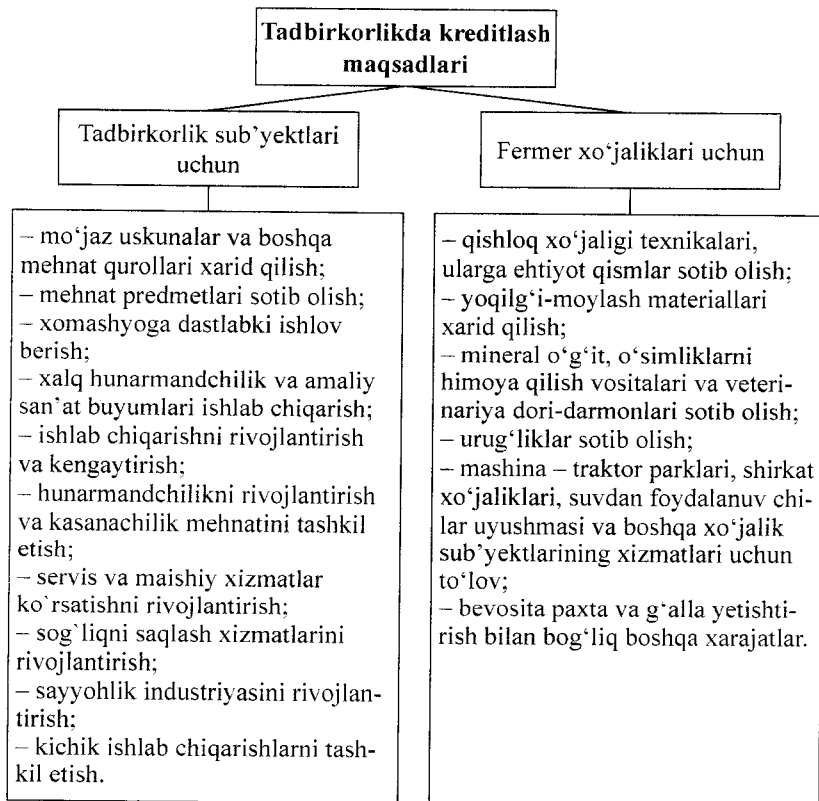 Tadbirkorlikda kreditlash
maqsadlari
Tadbirkorlik sub’yektlari
uchun
– mo‘jaz uskunalar va boshqa
mehnat qurollari xarid qilish;
– mehnat predmetlari sotib olish;
– xomashyoga dastlabki ishlov
berish;
– xalq hunarmandchilik va amaliy
san’at buyumlari ishlab chiqarish;
– ishlab chiqarishni rivojlantirish
va kengaytirish;
– hunarmandchilikni rivojlantirish
va kasanachilik mehnatini tashkil
etish;
– servis va maishiy xizmatlar
ko`rsatishni rivojlantirish;
– sog`liqni saqlash xizmatlarini
rivojlantirish;
– sayyohlik industriyasini rivojlan-
tirish;
– kichik ishlab chiqarishlarni tash-
kil etish.
Fermer xo‘jaliklari uchun
– qishloq xo‘jaligi texnikalari,
ularga ehtiyot qismlar sotib olish;
– yoqilg‘i-moylash materiallari
xarid qilish;
– mineral o‘g‘it, o‘simliklarni
himoya qilish vositalari va veteri-
nariya dori-darmonlari sotib olish;
– urug‘liklar sotib olish;
– mashina – traktor parklari, shirkat
xo‘jaliklari, suvdan foydalanuv chi-
lar uyushmasi va boshqa xo‘jalik
sub’yektlarining xizmatlari uchun
to‘lov;
– bevosita paxta va g‘alla yetishti-
rish bilan bog‘liq boshqa xarajatlar.